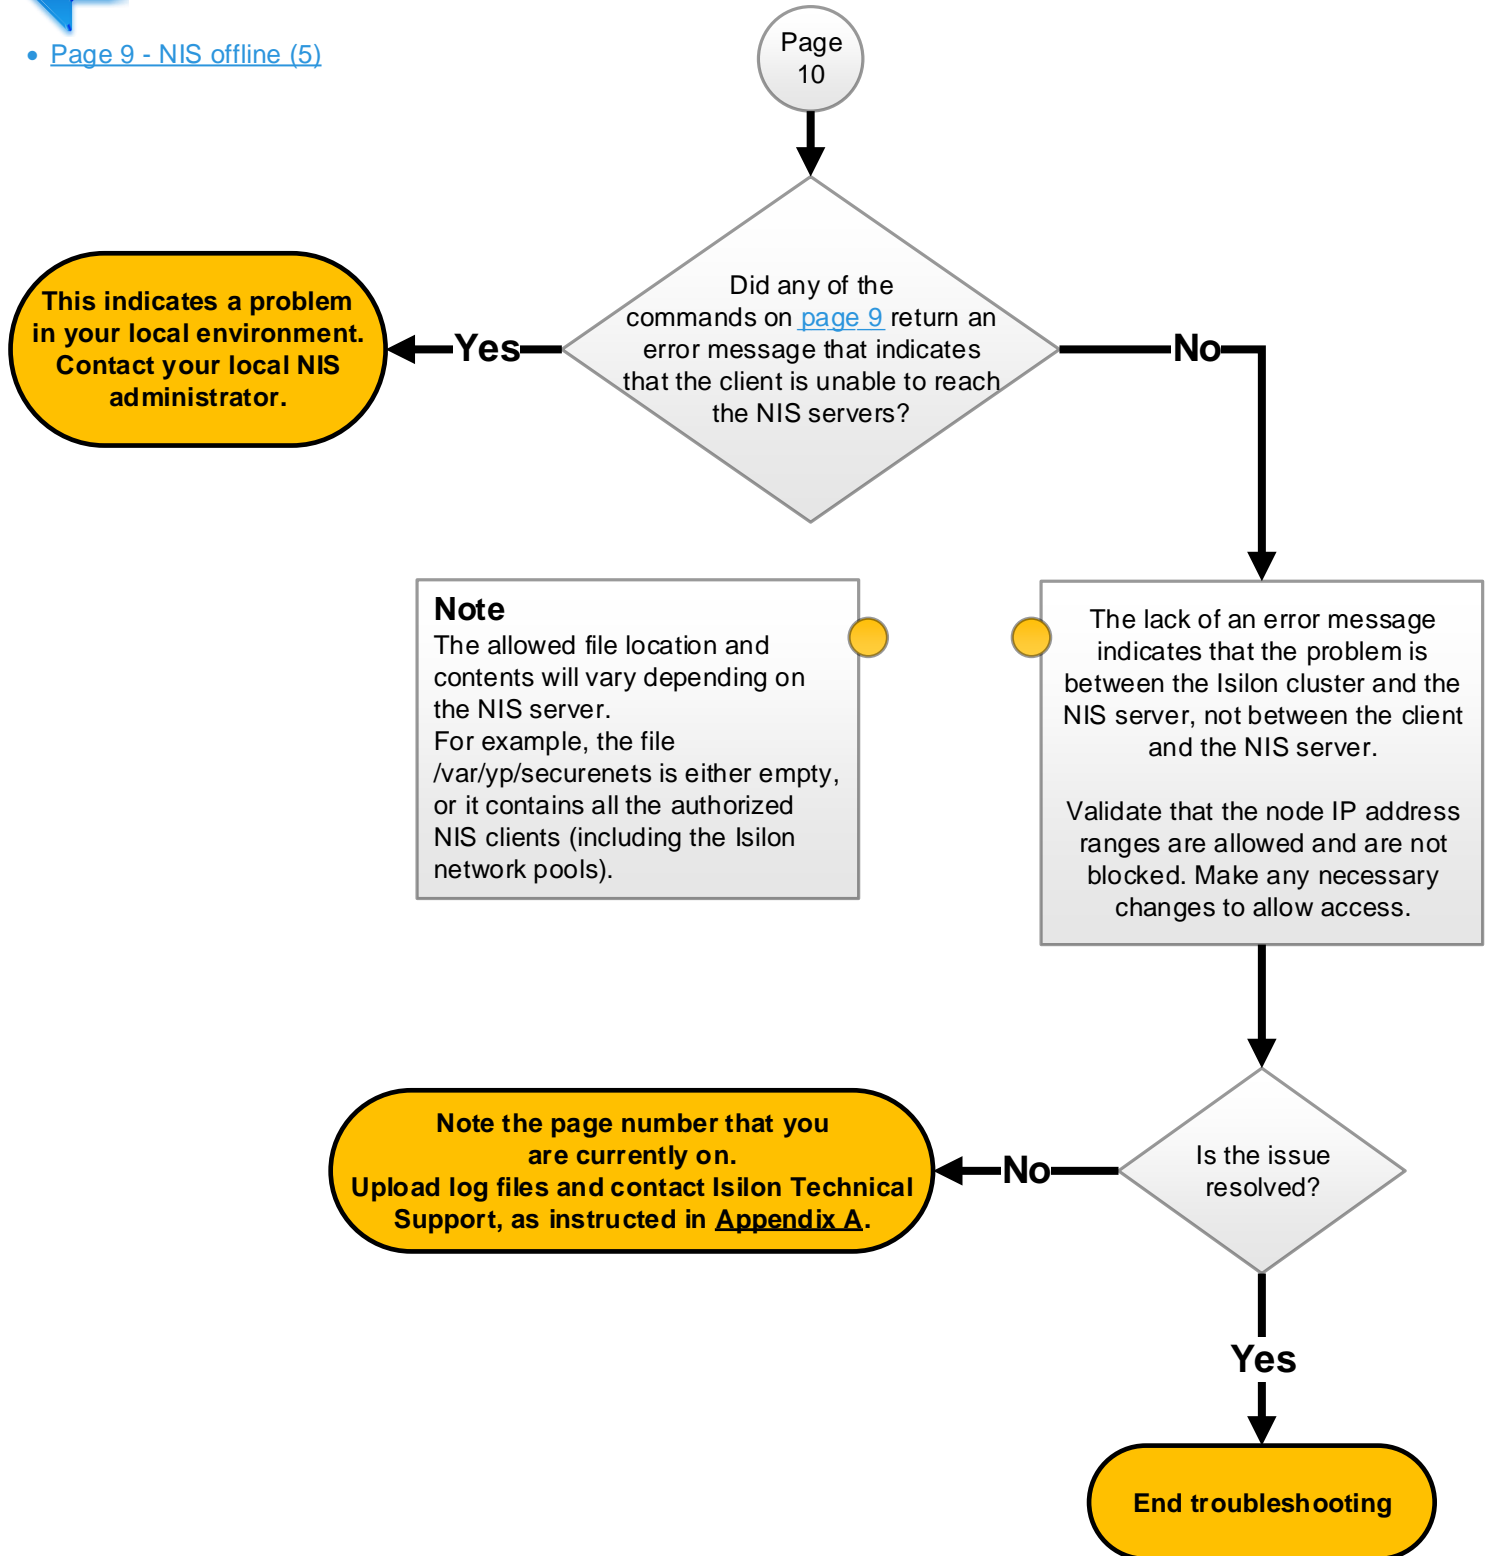 • Page 9 - NIS offline (5)
Page
10
Did any of the
commands on page 9 return an
error message that indicates
that the client is unable to reach
the NIS servers?
Yes
No
This indicates a problem
in your local environment.
Contact your local NIS
administrator.
Note
The allowed file location and
contents will vary depending on
the NIS server.
For example, the file
/var/yp/securenets is either empty,
or it contains all the authorized
NIS clients (including the Isilon
network pools).
The lack of an error message
indicates that the problem is
between the Isilon cluster and the
NIS server, not between the client
and the NIS server.
Validate that the node IP address
ranges are allowed and are not
blocked. Make any necessary
changes to allow access.
Is the issue
resolved?
No
Note the page number that you
are currently on.
Upload log files and contact Isilon Technical
Support, as instructed in Appendix A.
Yes
End troubleshooting